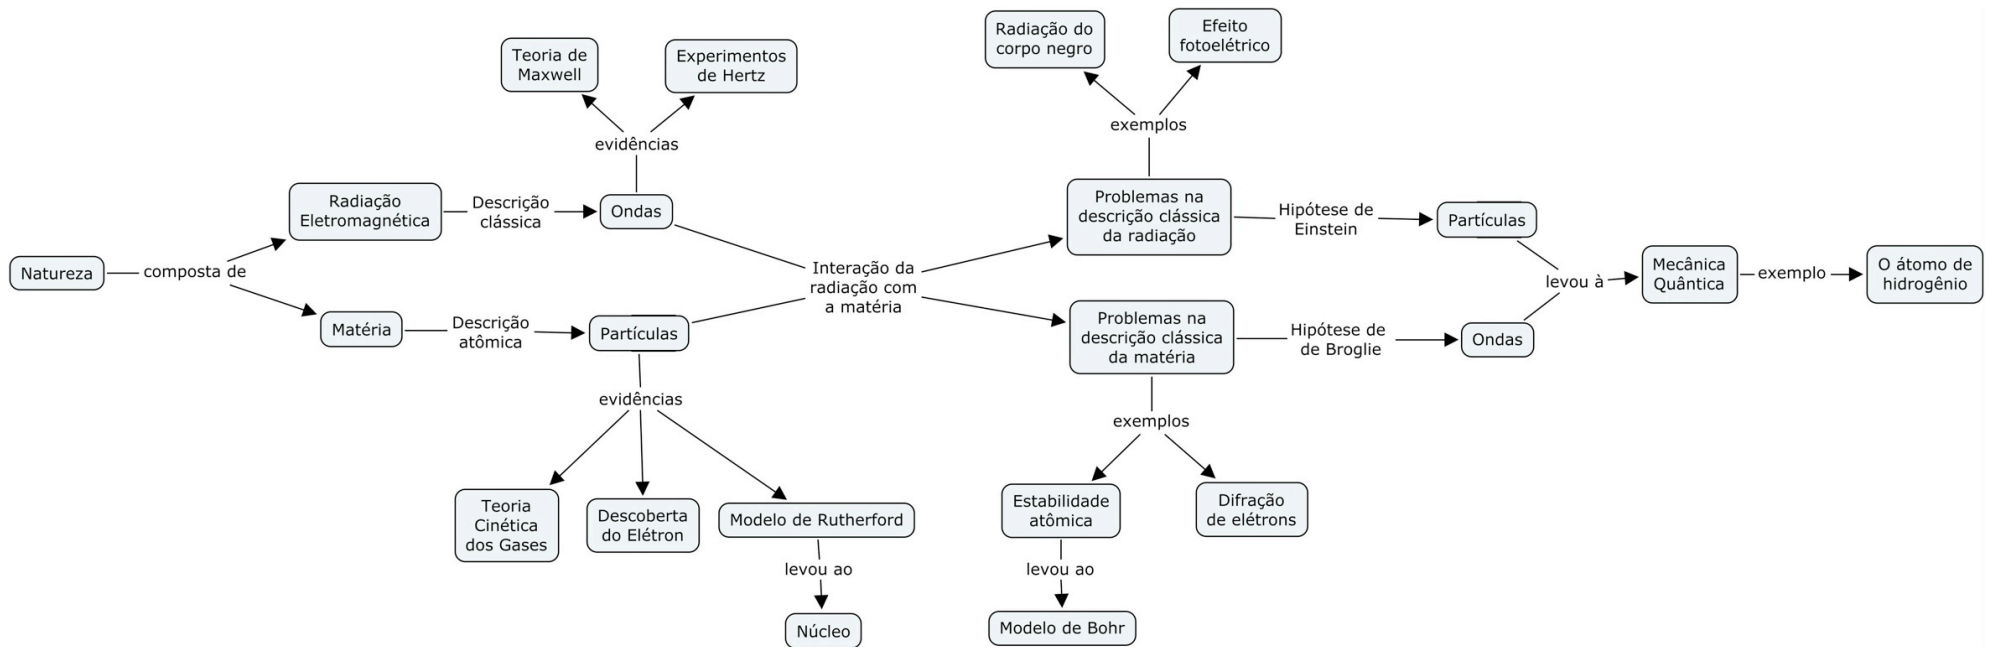 Natureza
composta de
Radiação
Eletromagnética
Descrição
clássica
Ondas
evidências
Teoria de
Maxwell
Experimentos
de Hertz
Matéria
Descrição
atômica
Partículas
evidências
Teoria
Cinética
dos Gases
Descoberta
do Elétron
Modelo de Rutherford
levou ao
Núcleo
Interação da
radiação com
a matéria
Problemas na
descrição clássica
da radiação
exemplos
Radiação do
corpo negro
Efeito
fotoelétrico
Hipótese de
Einstein
Partículas
Problemas na
descrição clássica
da matéria
exemplos
Estabilidade
atômica
levou ao
Modelo de Bohr
Difração
de elétrons
Hipótese de
de Broglie
Ondas
levou à
Mecânica
Quântica
exemplo
O átomo de
hidrogênio